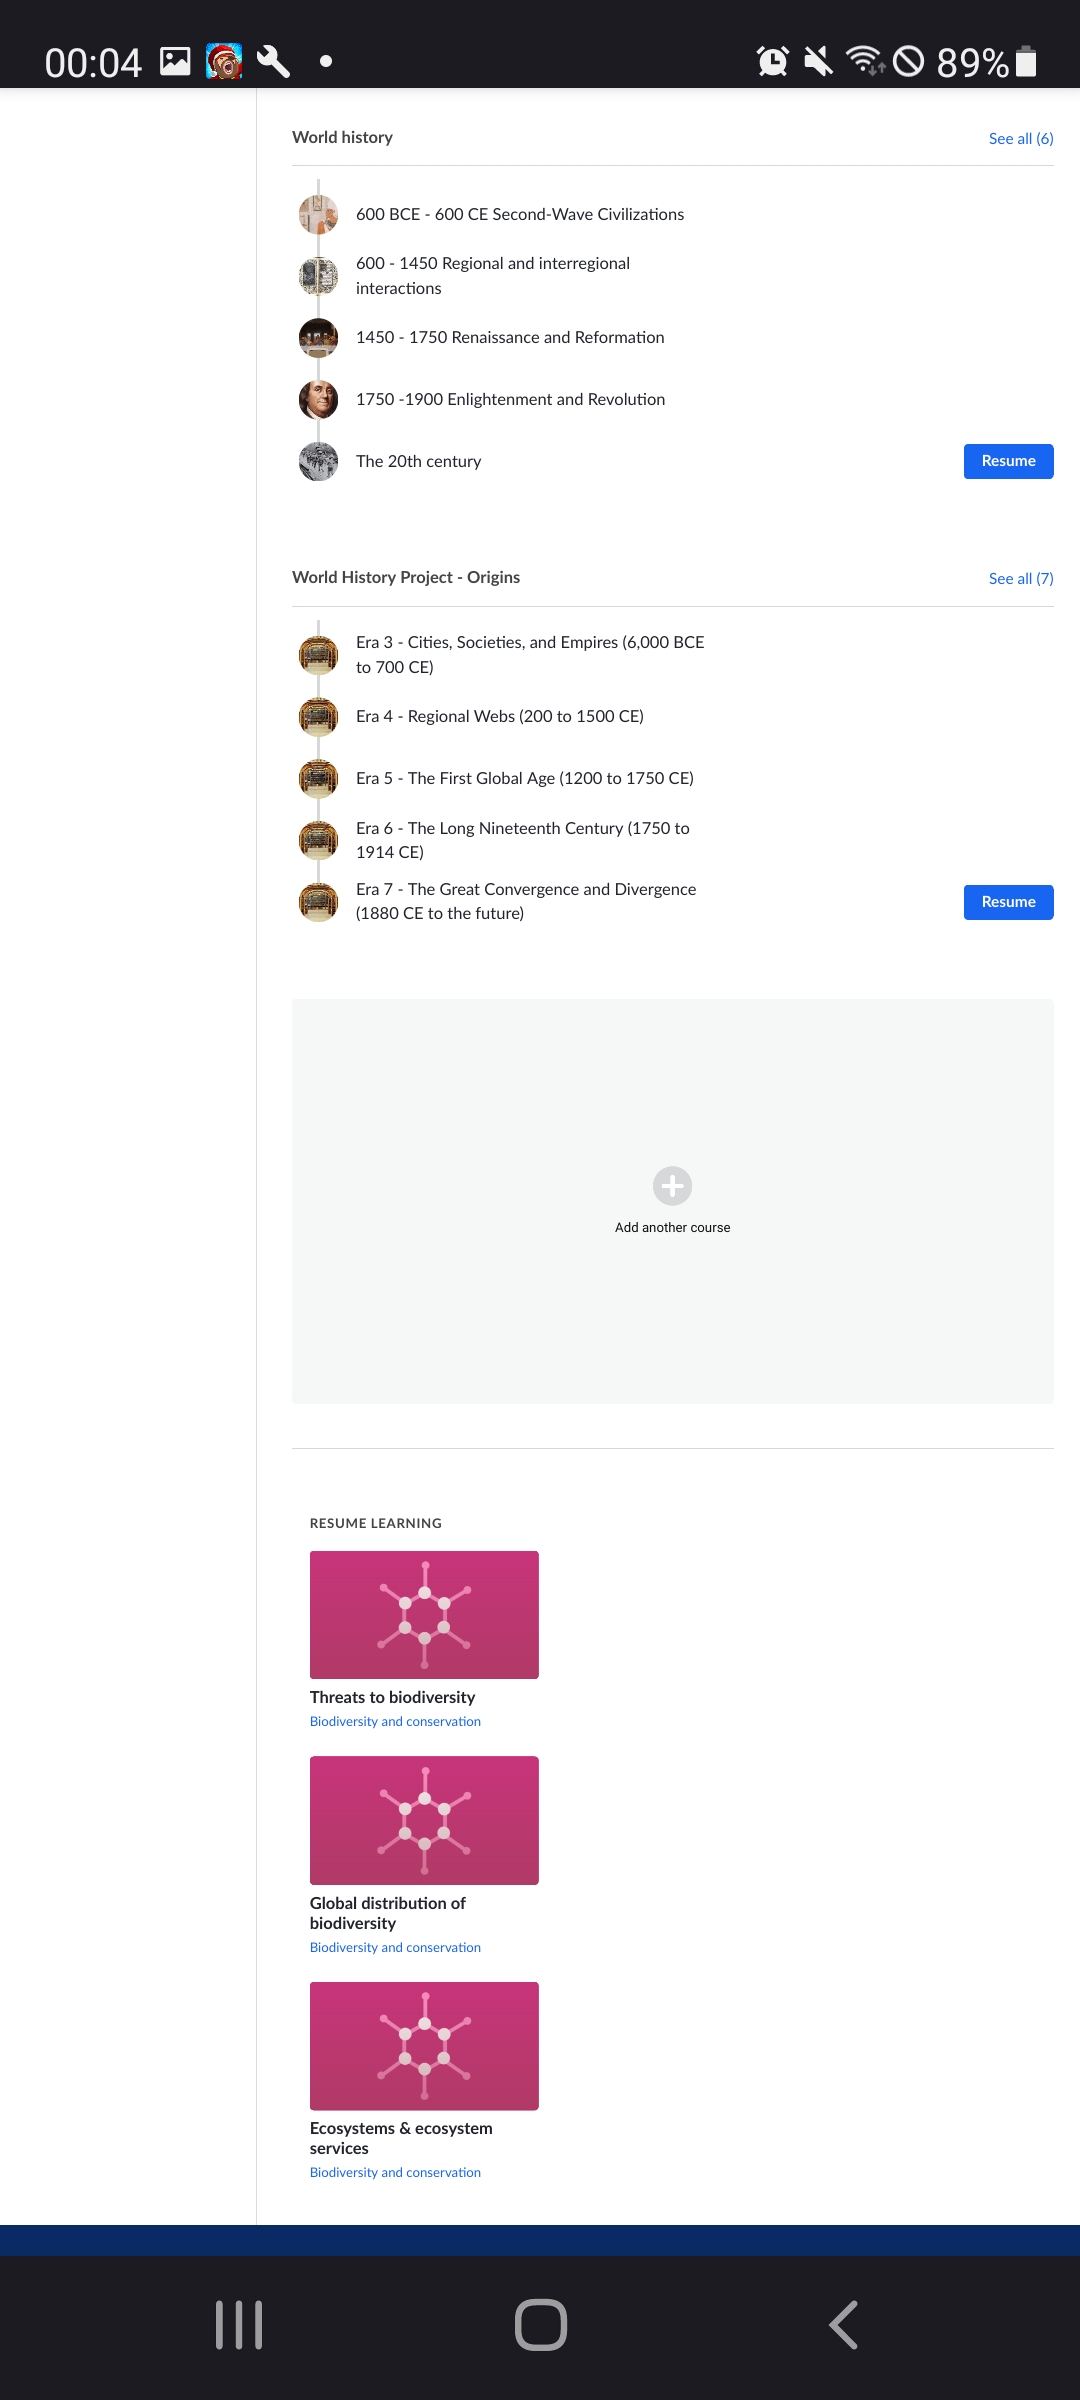 00:04
89%
World history
See all (6)
600 BCE - 600 CE Second-Wave Civilizations
600 - 1450 Regional and interregional
interactions
1450 - 1750 Renaissance and Reformation
1750 -1900 Enlightenment and Revolution
The 20th century
Resume
World History Project - Origins
See all (7)
Era 3 - Cities, Societies, and Empires (6,000 BCE
to 700 CE)
Era 4 - Regional Webs (200 to 1500 CE)
Era 5 - The First Global Age (1200 to 1750 CE)
Era 6 - The Long Nineteenth Century (1750 to
1914 CE)
Era 7 - The Great Convergence and Divergence
(1880 CE to the future)
Resume
Add another course
RESUME LEARNING
Threats to biodiversity
Biodiversity and conservation
Global distribution of
biodiversity
Biodiversity and conservation
Ecosystems & ecosystem
services
Biodiversity and conservation